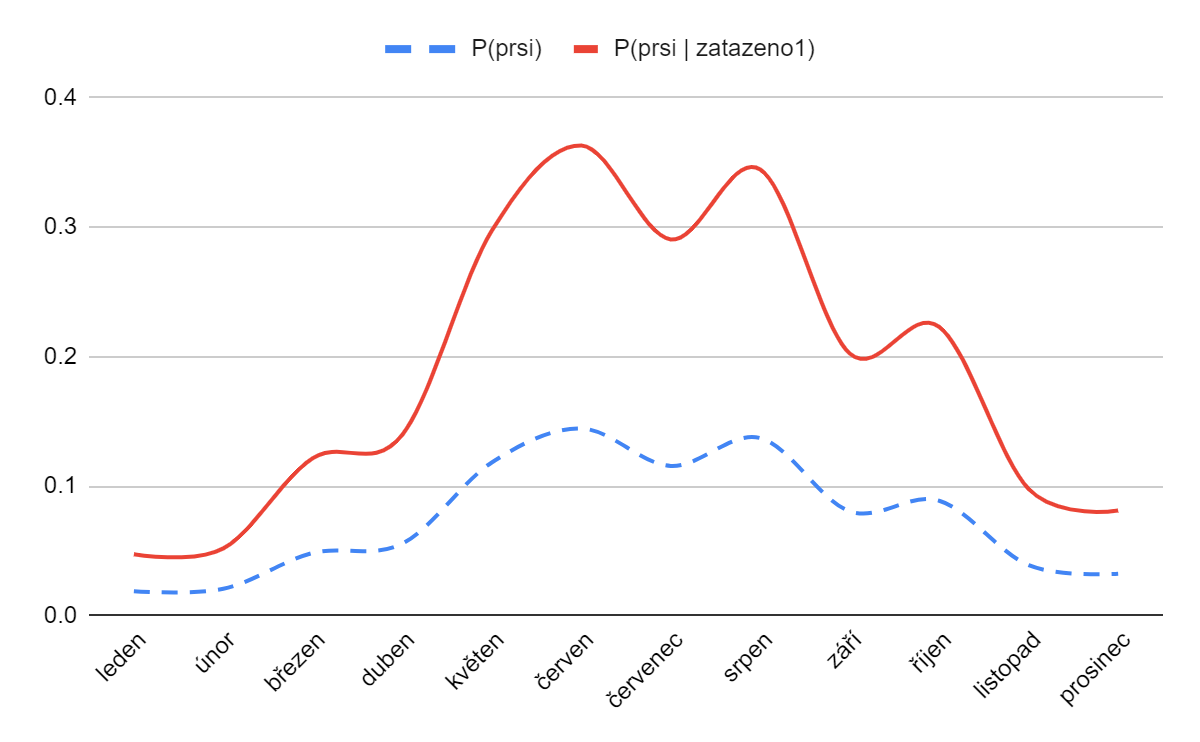 P(prsi) P(prsi | zatazeno1)
0.4
0.3
0.2
0.1
0.0
leden únor březen duben květen červen červenec srpen září říjen listopad prosinec